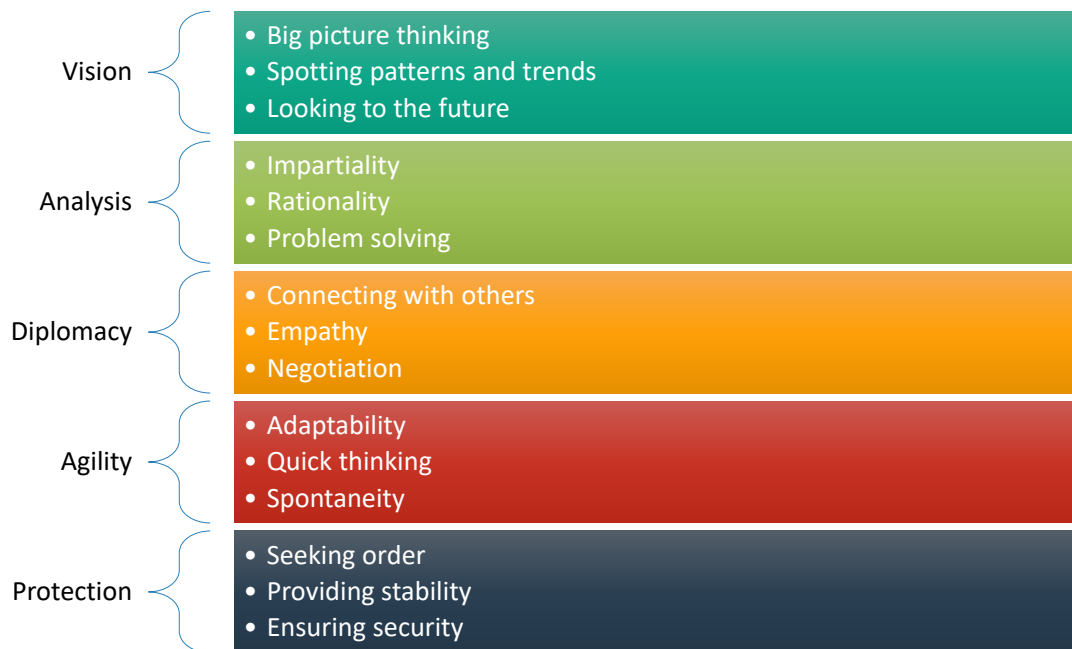 Vision
• Big picture thinking
• Spotting patterns and trends
• Looking to the future
Analysis
• Impartiality
• Rationality
• Problem solving
Diplomacy
• Connecting with others
• Empathy
• Negotiation
Agility
• Adaptability
• Quick thinking
• Spontaneity
Protection
• Seeking order
• Providing stability
• Ensuring security